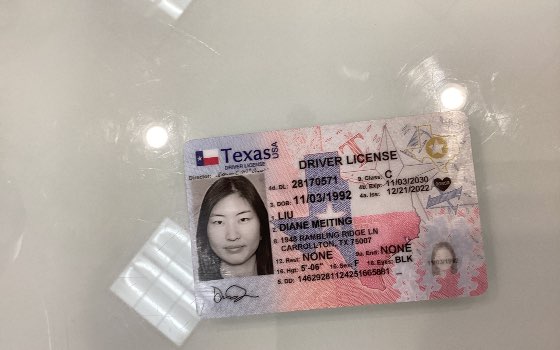 Texas USA
DRIVER LICENSE
Director:
DRIVER LICENSE
4d. DL: 28170571 9. Class: C
4b. Exp: 11/03/2030
3. DOB: 11/03/1992 4a. Iss: 12/21/2022
1. LIU
2. DIANE MEITING
8. 1948 RAMBLING RIDGE LN
CARROLLTON, TX 75007
12. Rest: NONE 9a. End: NONE
16. Hgt: 5'-06" 15. Sex: F 18. Eyes: BLK
5. DD: 14629281124251665881